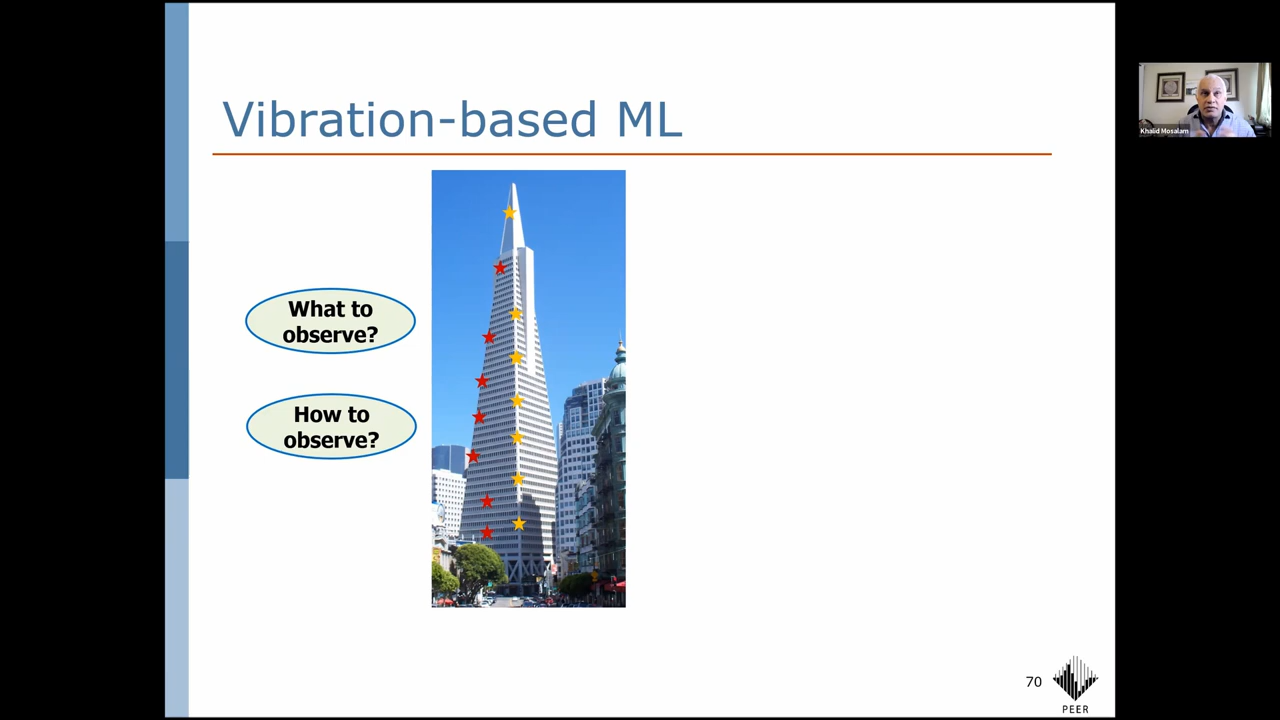 Vibration-based ML
What to
observe?
How to
observe?
Khalid Mosalam
70
PEER